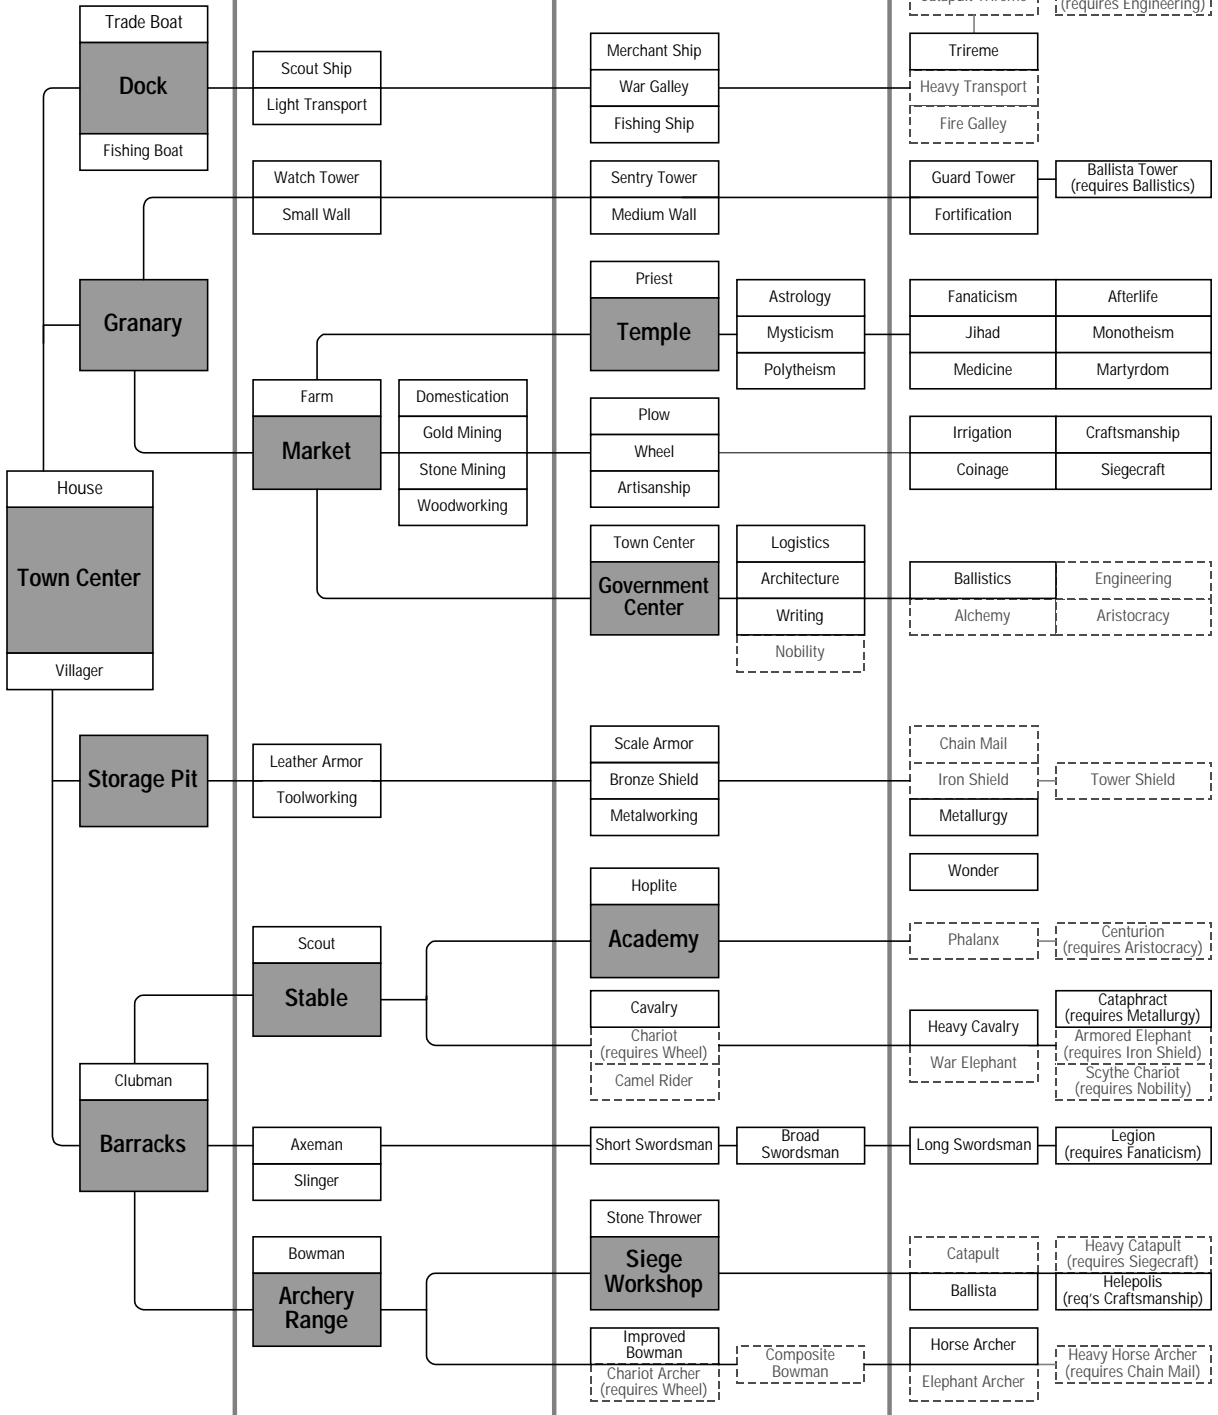 Trade Boat
Dock
Fishing Boat
Scout Ship
Light Transport
Merchant Ship
War Galley
Fishing Ship
(requires Engineering)
Trireme
Heavy Transport
Fire Galley
Watch Tower
Small Wall
Sentry Tower
Medium Wall
Guard Tower
Fortification
Ballista Tower
(requires Ballistics)
Granary
Priest
Temple
Astrology
Mysticism
Polytheism
Fanaticism
Jihad
Medicine
Afterlife
Monotheism
Martyrdom
Farm
Market
Domestication
Gold Mining
Stone Mining
Woodworking
Plow
Wheel
Artisanship
Irrigation
Coinage
Craftsmanship
Siegecraft
House
Town Center
Villager
Town Center
Government
Center
Logistics
Architecture
Writing
Nobility
Ballistics
Alchemy
Engineering
Aristocracy
Storage Pit
Leather Armor
Toolworking
Scale Armor
Bronze Shield
Metalworking
Chain Mail
Iron Shield
Metallurgy
Tower Shield
Wonder
Hoplite
Academy
Phalanx
Centurion
(requires Aristocracy)
Scout
Stable
Cavalry
Chariot
(requires Wheel)
Camel Rider
Heavy Cavalry
War Elephant
Cataphract
(requires Metallurgy)
Armored Elephant
(requires Iron Shield)
Scythe Chariot
(requires Nobility)
Clubman
Barracks
Axeman
Slinger
Short Swordsman
Broad
Swordsman
Long Swordsman
Legion
(requires Fanaticism)
Bowman
Archery
Range
Stone Thrower
Siege
Workshop
Catapult
Ballista
Heavy Catapult
(requires Siegecraft)
Helepolis
(req's Craftsmanship)
Improved
Bowman
Chariot Archer
(requires Wheel)
Composite
Bowman
Horse Archer
Elephant Archer
Heavy Horse Archer
(requires Chain Mail)